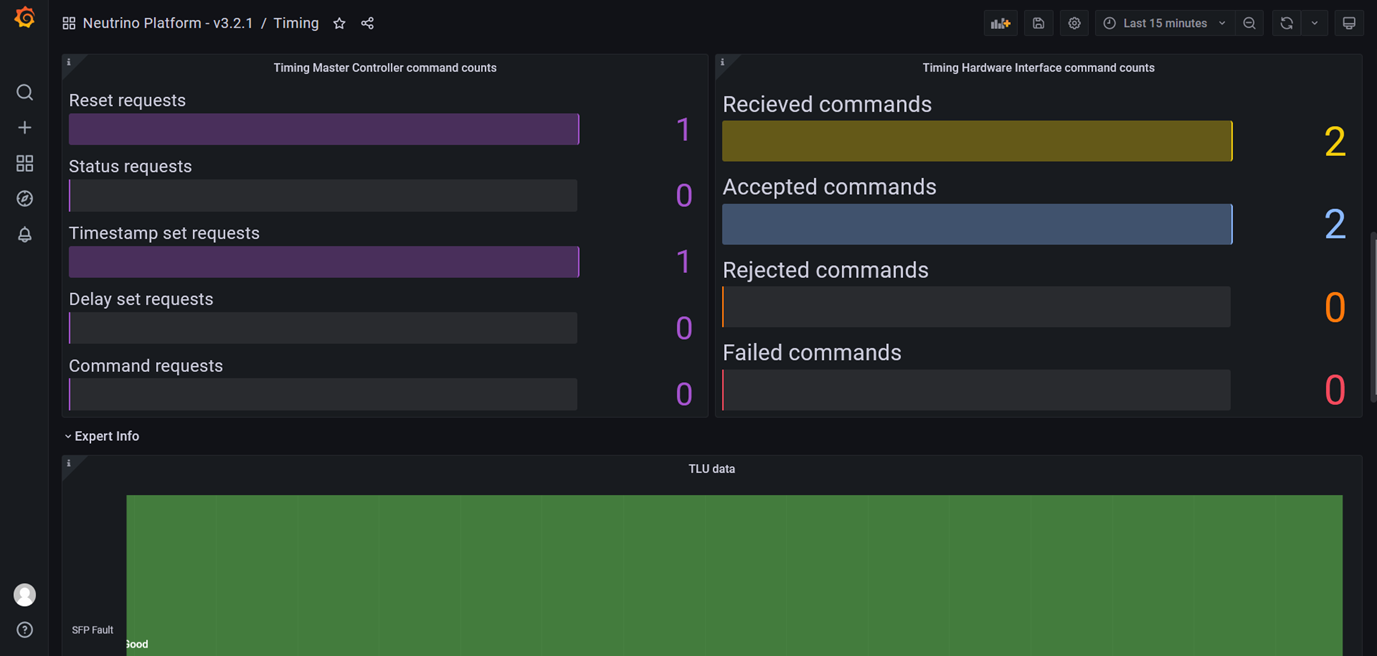 Neutrino Platform - v3.2.1 / Timing
Last 15 minutes
Timing Master Controller command counts
Reset requests
1
Status requests
0
Timestamp set requests
1
Delay set requests
0
Command requests
0
Timing Hardware Interface command counts
Recieved commands
2
Accepted commands
2
Rejected commands
0
Failed commands
0
Expert Info
TLU data
SFP Fault
Good